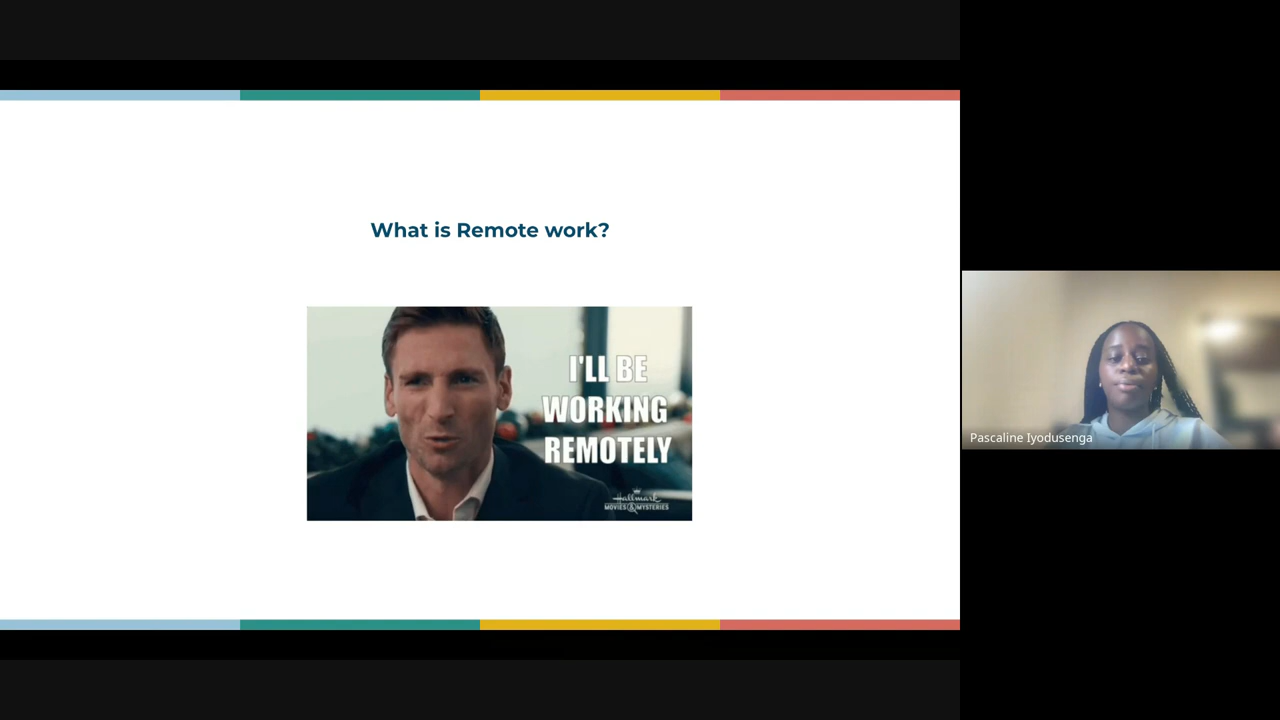 What is Remote work?
I'LL BE
WORKING
REMOTELY
Hallmark
MOVIES & MYSTERIES
Pascaline Iyodusenga